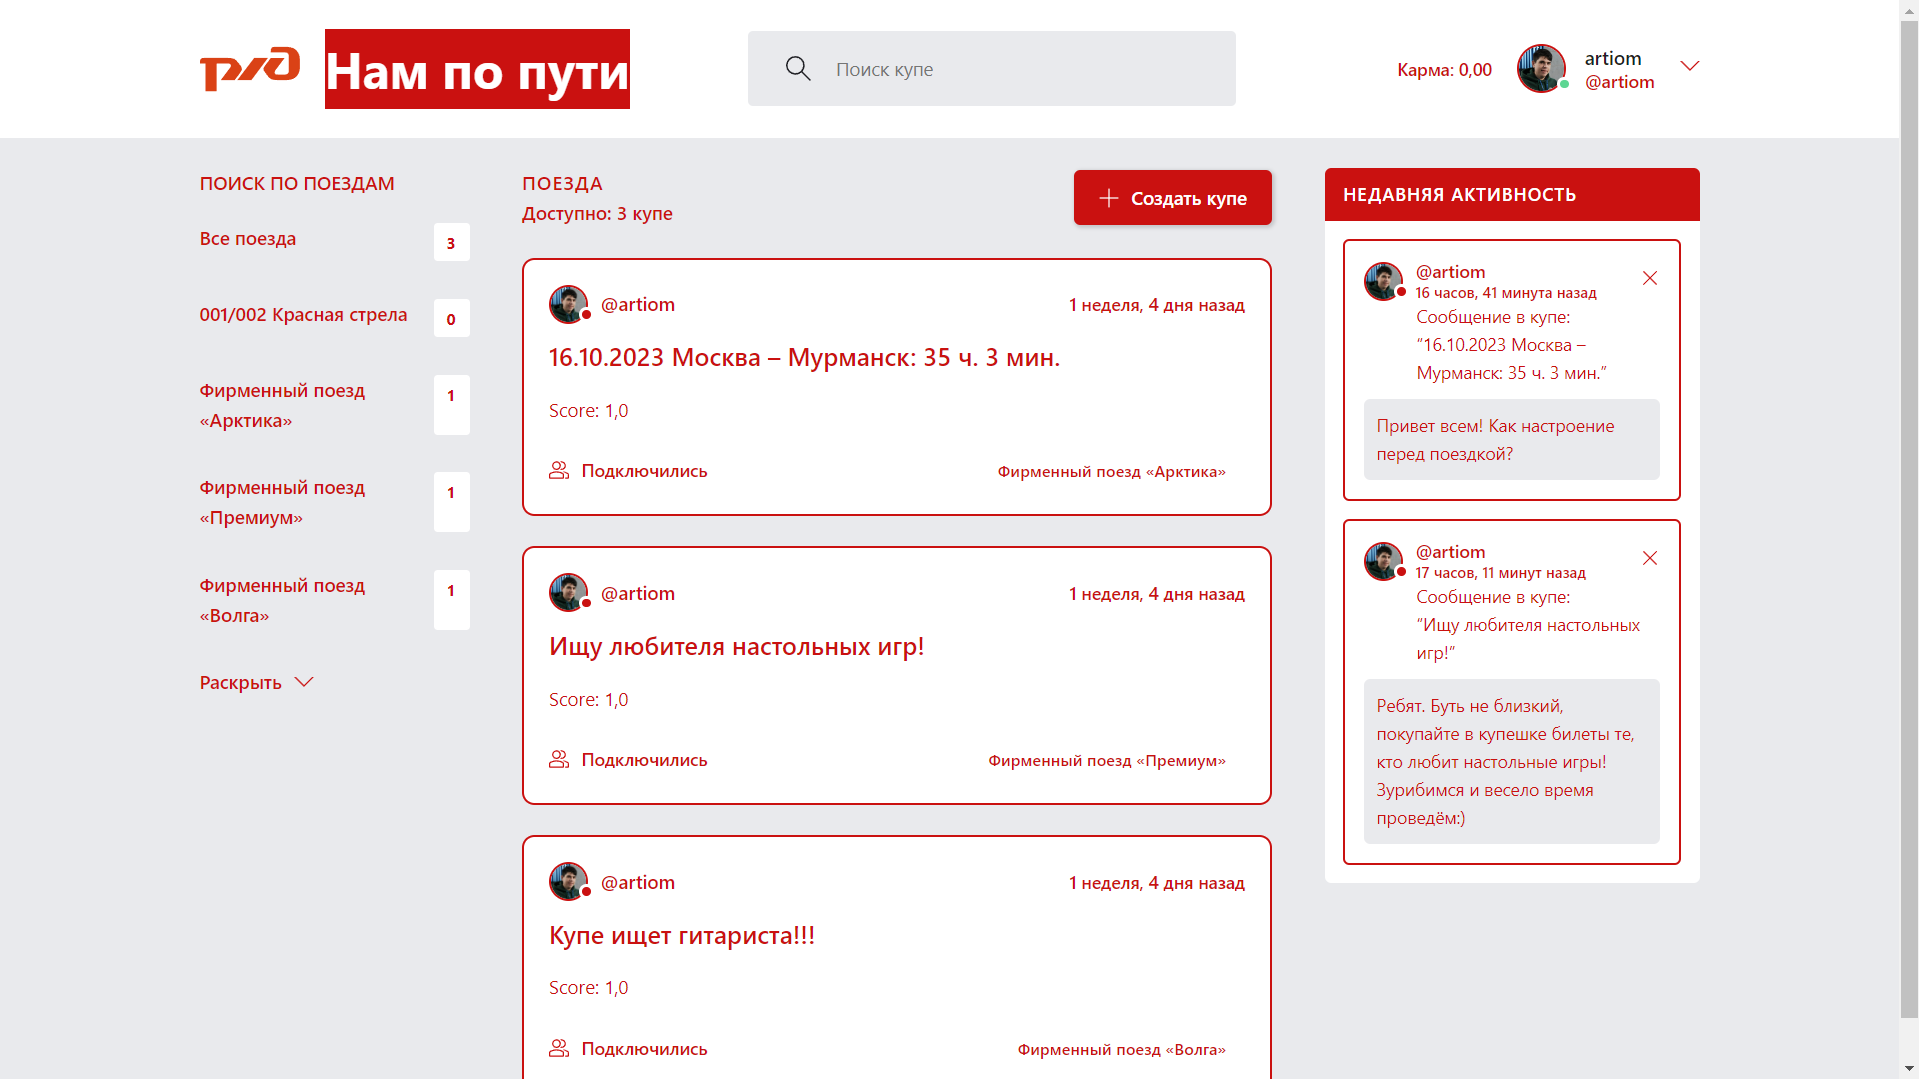 РЖД
Нам по пути
Поиск купе
Карма: 0,00
artiom
@artiom
ПОИСК ПО ПОЕЗДАМ
Все поезда
3
001/002 Красная стрела
0
Фирменный поезд
«Арктика»
1
Фирменный поезд
«Премиум»
1
Фирменный поезд
«Волга»
1
Раскрыть
ПОЕЗДА
Доступно: 3 купе
Создать купе
@artiom
1 неделя, 4 дня назад
16.10.2023 Москва – Мурманск: 35 ч. 3 мин.
Score: 1,0
Подключились
Фирменный поезд «Арктика»
@artiom
1 неделя, 4 дня назад
Ищу любителя настольных игр!
Score: 1,0
Подключились
Фирменный поезд «Премиум»
@artiom
1 неделя, 4 дня назад
Купе ищет гитариста!!!
Score: 1,0
Подключились
Фирменный поезд «Волга»
НЕДАВНЯЯ АКТИВНОСТЬ
@artiom
16 часов, 41 минута назад
Сообщение в купе:
“16.10.2023 Москва –
Мурманск: 35 ч. 3 мин.”
Привет всем! Как настроение
перед поездкой?
@artiom
17 часов, 11 минут назад
Сообщение в купе:
“Ищу любителя настольных
игр!”
Ребят. Буть не близкий,
покупайте в купешке билеты те,
кто любит настольные игры!
Зурибимся и весело время
проведём:)